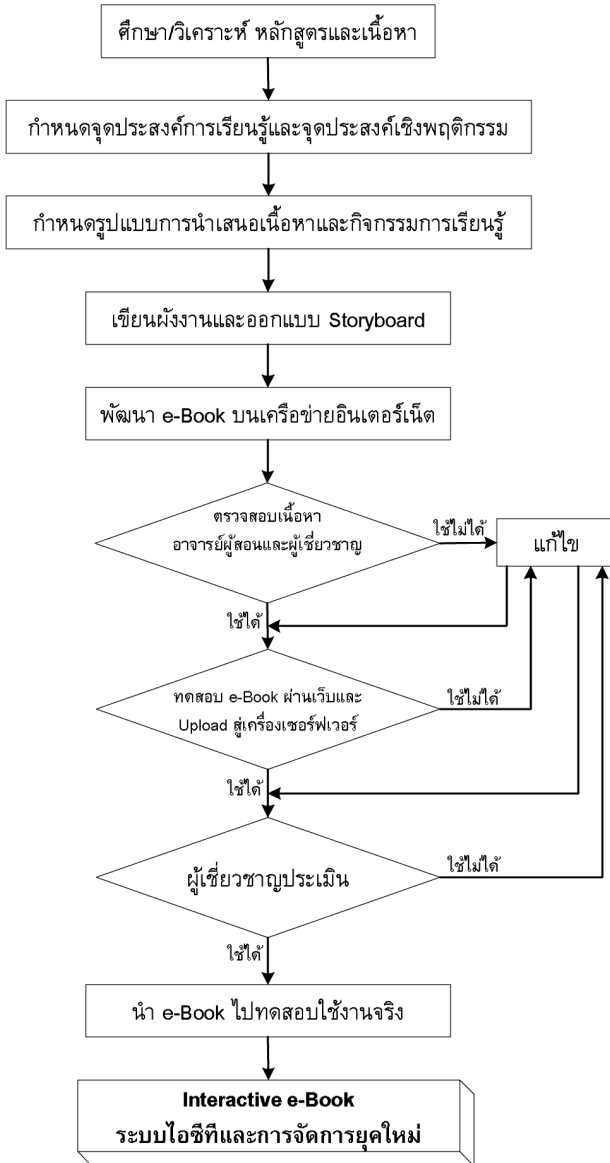 ศึกษา/วิเคราะห์ หลักสูตรและเนื้อหา
กำหนดจุดประสงค์การเรียนรู้และจุดประสงค์เชิงพฤติกรรม
กำหนดรูปแบบการนำเสนอเนื้อหาและกิจกรรมการเรียนรู้
เขียนผังงานและออกแบบ Storyboard
พัฒนา e-Book บนเครือข่ายอินเตอร์เน็ต
ตรวจสอบเนื้อหา
อาจารย์ผู้สอนและผู้เชี่ยวชาญ
ใช้ไม่ได้
แก้ไข
ใช้ได้
ทดสอบ e-Book ผ่านเว็บและ
Upload สู่เครื่องเซอร์ฟเวอร์
ใช้ไม่ได้
ใช้ได้
ผู้เชี่ยวชาญประเมิน
ใช้ไม่ได้
ใช้ได้
นำ e-Book ไปทดสอบใช้งานจริง
Interactive e-Book
ระบบไอซีทีและการจัดการยุคใหม่